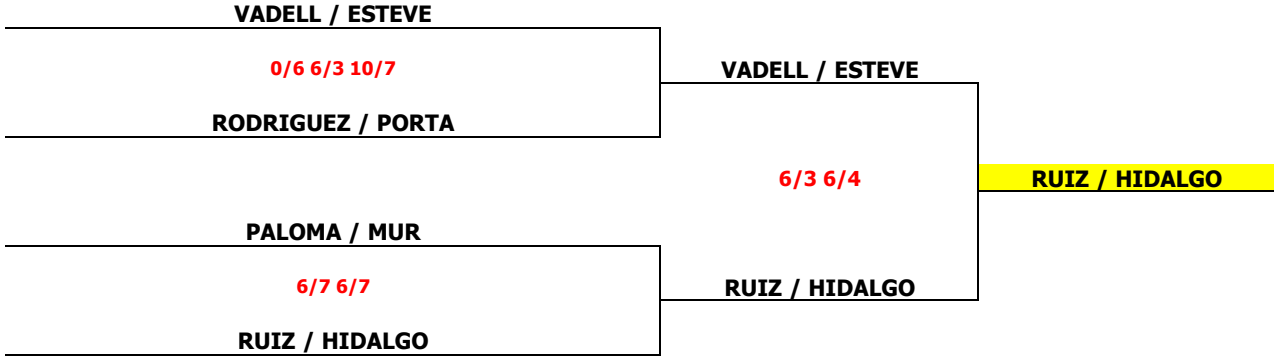 VADELL / ESTEVE
0/6 6/3 10/7
VADELL / ESTEVE
RODRIGUEZ / PORTA
6/3 6/4
RUIZ / HIDALGO
PALOMA / MUR
6/7 6/7
RUIZ / HIDALGO
RUIZ / HIDALGO